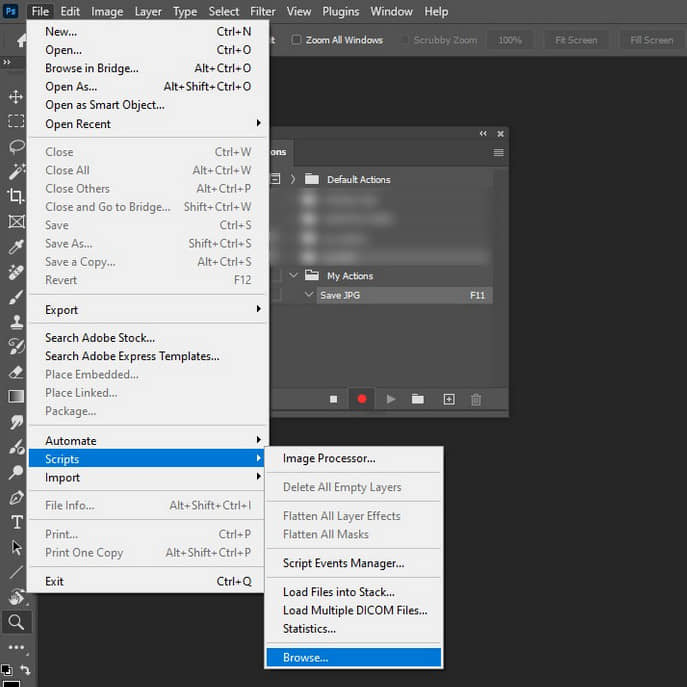 Ps File Edit Image Layer Type Select Filter View Plugins Window Help
Zoom All Windows Scrubby Zoom 100% Fit Screen Fill Screen
New... Ctrl+N
Open... Ctrl+O
Browse in Bridge... Alt+Ctrl+O
Open As... Alt+Shift+Ctrl+O
Open as Smart Object...
Open Recent
Close Ctrl+W
Close All Alt+Ctrl+W
Close Others Alt+Ctrl+P
Close and Go to Bridge... Shift+Ctrl+W
Save Ctrl+S
Save As... Shift+Ctrl+S
Save a Copy... Alt+Ctrl+S
Revert F12
Export
Search Adobe Stock...
Search Adobe Express Templates...
Place Embedded...
Place Linked...
Package...
Automate
Scripts
Import
File Info... Alt+Shift+Ctrl+I
Print... Ctrl+P
Print One Copy Alt+Shift+Ctrl+P
Exit Ctrl+Q
ons
Default Actions
My Actions
Save JPG F11
Image Processor...
Delete All Empty Layers
Flatten All Layer Effects
Flatten All Masks
Script Events Manager...
Load Files into Stack...
Load Multiple DICOM Files...
Statistics...
Browse...